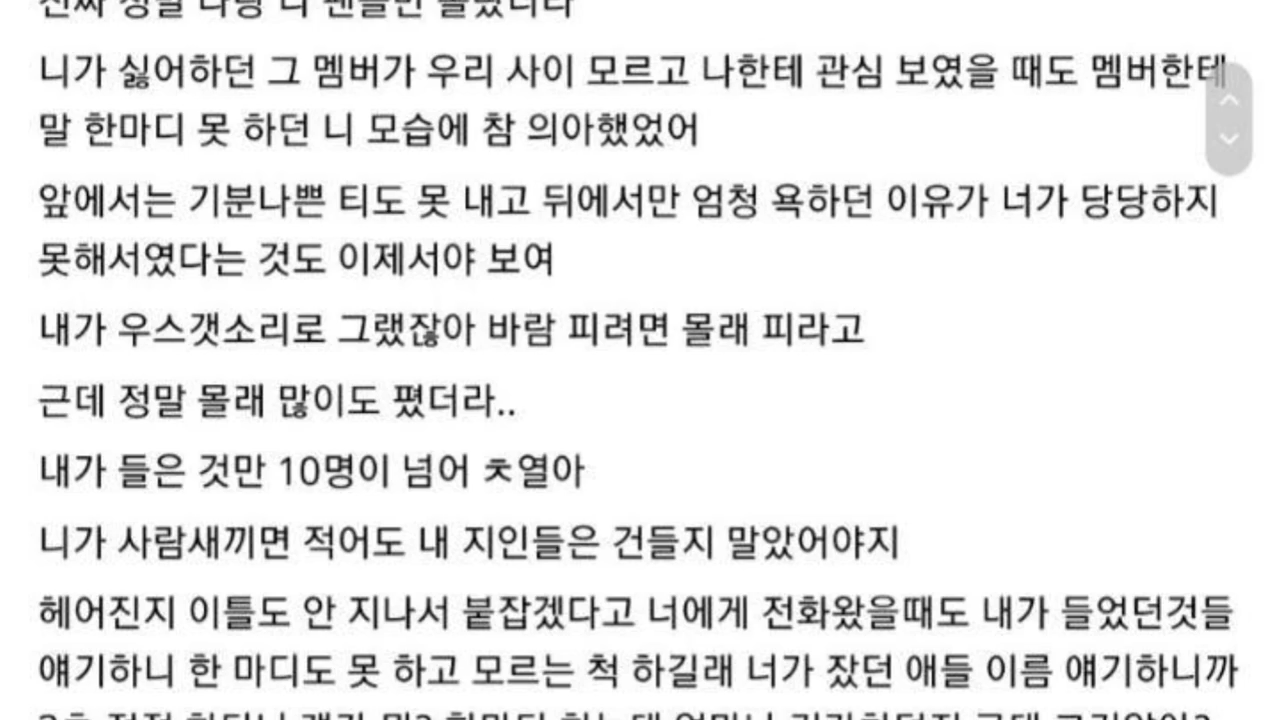 니가 싫어하던 그 멤버가 우리 사이 모르고 나한테 관심 보였을 때도 멤버한테
말 한마디 못 하던 니 모습에 참 의아했었어
앞에서는 기분나쁜 티도 못 내고 뒤에서만 엄청 욕하던 이유가 너가 당당하지
못해서였다는 것도 이제서야 보여
내가 우스갯소리로 그랬잖아 바람 피려면 몰래 피라고
근데 정말 몰래 많이도 폈더라..
내가 들은 것만 10명이 넘어 ㅊ열아
니가 사람새끼면 적어도 내 지인들은 건들지 말았어야지
헤어진지 이틀도 안 지나서 붙잡겠다고 너에게 전화왔을때도 내가 들었던것들
얘기하니 한 마디도 못 하고 모르는 척 하길래 너가 잤던 애들 이름 얘기하니까